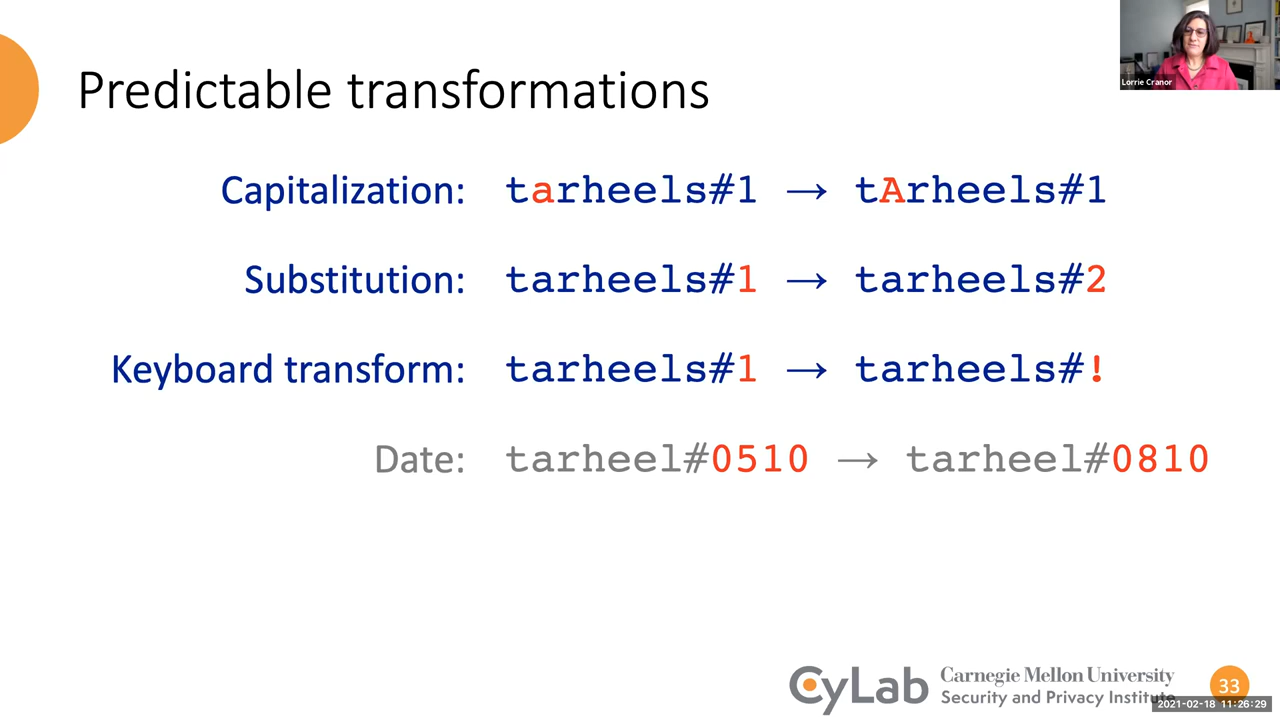 Lorrie Cranor
Predictable transformations
Capitalization: tarheels#1 → tArheels#1
Substitution: tarheels#1 → tarheels#2
Keyboard transform: tarheels#1 → tarheels#!
Date: tarheel#0510 → tarheel#0810
CyLab Carnegie Mellon University
Security and Privacy Institute
33
2021-02-18 11:26:29